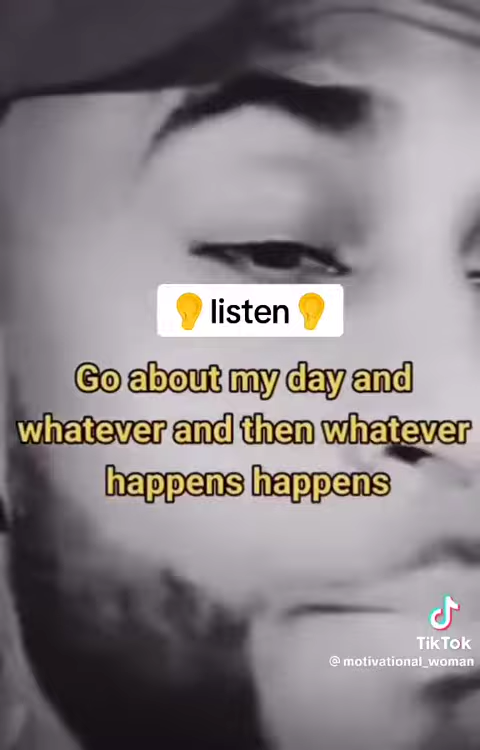 👂listen👂
Go about my day and
whatever and then whatever
happens happens
TikTok
@motivational_woman